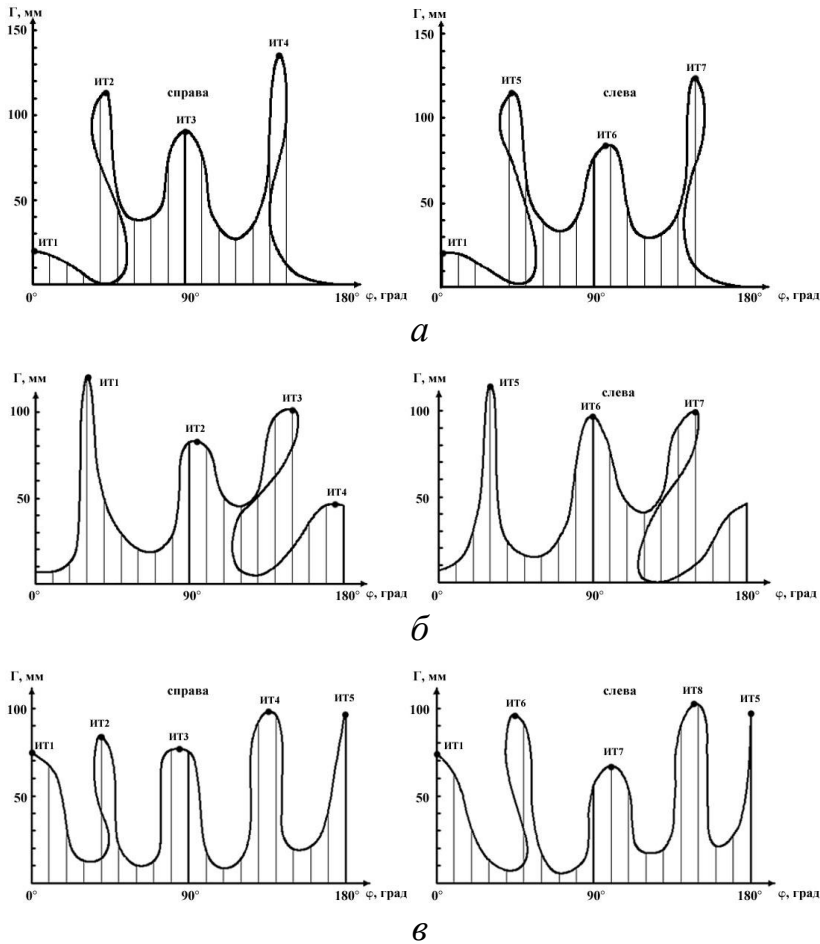 Г, мм
150
100
50
0°
90°
180°
φ, град
ИТ1
ИТ2
ИТ3
ИТ4
справа
Г, мм
150
100
50
90°
180°
φ, град
ИТ1
ИТ5
ИТ6
ИТ7
слева
а
Г, мм
100
50
0°
90°
180°
φ, град
ИТ1
ИТ2
ИТ3
ИТ4
Г, мм
100
50
0°
90°
180°
φ, град
ИТ5
ИТ6
ИТ7
слева
б
Г, мм
100
50
0°
90°
180°
φ, град
ИТ1
ИТ2
ИТ3
ИТ4
ИТ5
справа
Г, мм
100
50
0°
90°
180°
φ, град
ИТ1
ИТ6
ИТ7
ИТ8
ИТ5
слева
в